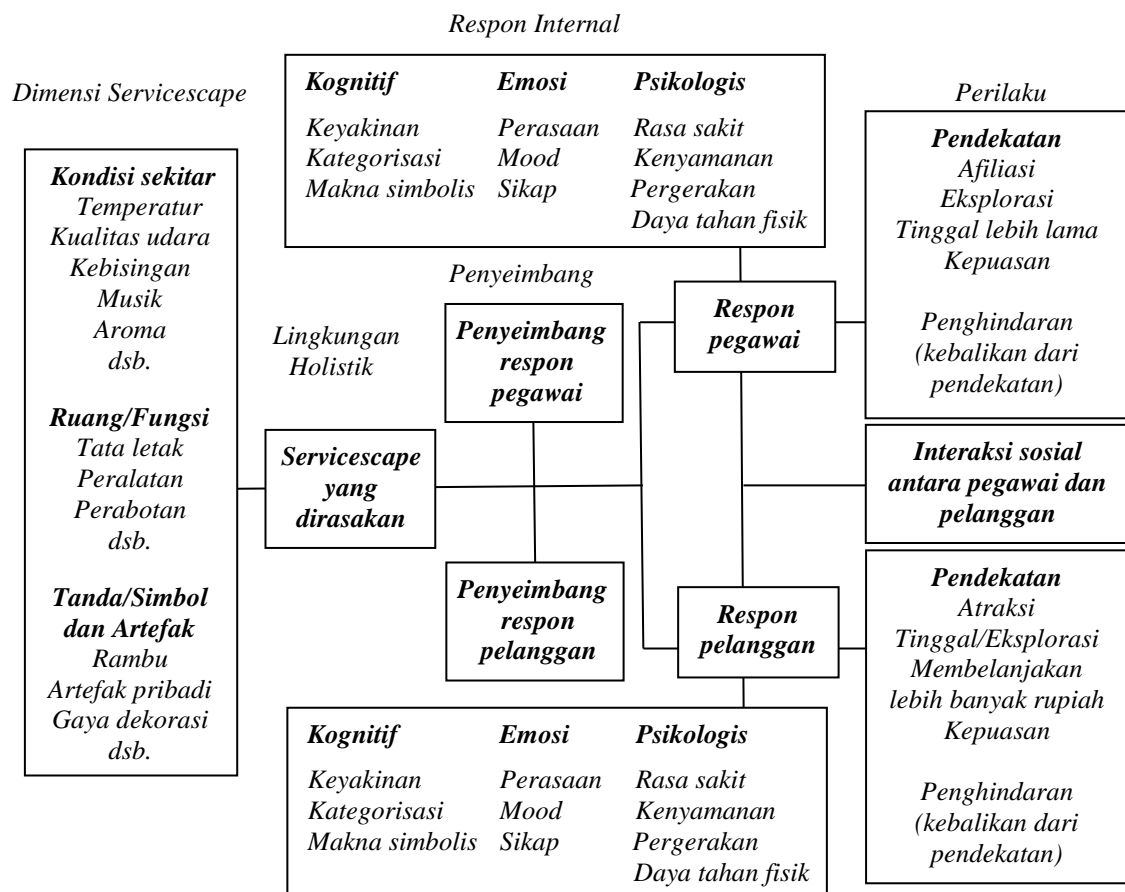 Respon Internal
Dimensi Servicescape
Perilaku
Kognitif Emosi Psikologis
Keyakinan Perasaan Rasa sakit
Kategorisasi Mood Kenyamanan
Makna simbolis Sikap Pergerakan
Daya tahan fisik
Kondisi sekitar
Temperatur
Kualitas udara
Kebisingan
Musik
Aroma
dsb.
Ruang/Fungsi
Tata letak
Peralatan
Perabotan
dsb.
Tanda/Simbol
dan Artefak
Rambu
Artefak pribadi
Gaya dekorasi
dsb.
Lingkungan
Holistik
Servicescape
yang
dirasakan
Penyeimbang
Penyeimbang
respon
pegawai
Penyeimbang
respon
pelanggan
Respon
pegawai
Respon
pelanggan
Pendekatan
Afiliasi
Eksplorasi
Tinggal lebih lama
Kepuasan
Penghindaran
(kebalikan dari
pendekatan)
Interaksi sosial
antara pegawai dan
pelanggan
Pendekatan
Atraksi
Tinggal/Eksplorasi
Membelanjakan
lebih banyak rupiah
Kepuasan
Penghindaran
(kebalikan dari
pendekatan)
Kognitif Emosi Psikologis
Keyakinan Perasaan Rasa sakit
Kategorisasi Mood Kenyamanan
Makna simbolis Sikap Pergerakan
Daya tahan fisik